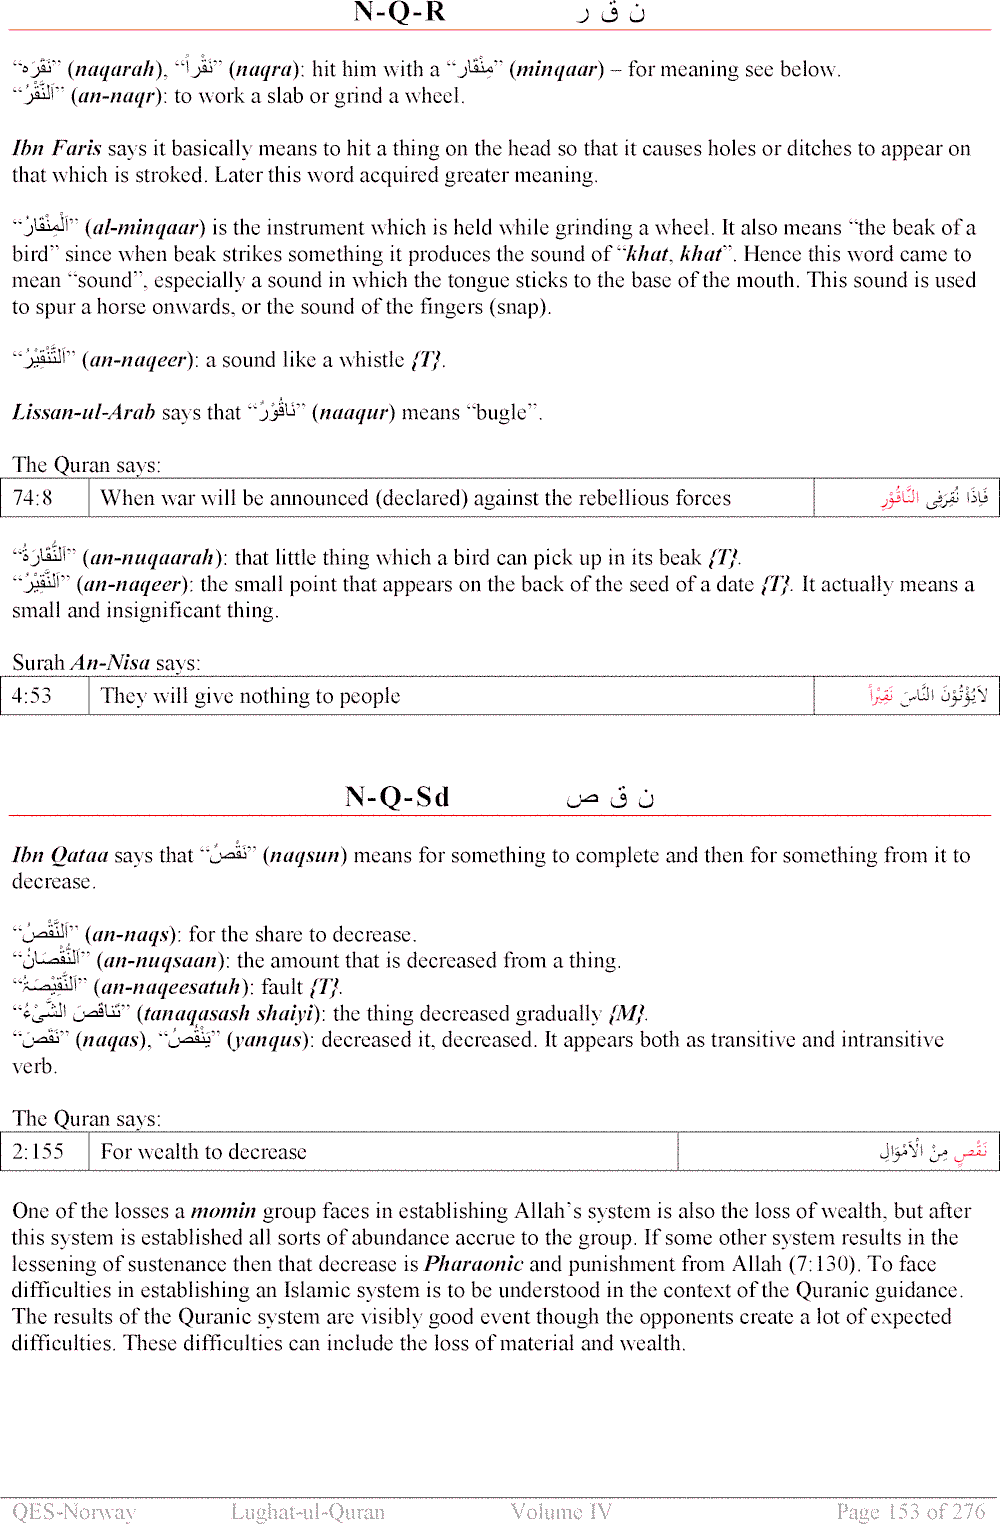 N-Q-R ن ق ر
“نَقَرَہٗ” (naqarah), “نَقْراً” (naqra): hit him with a “مِنْقَار” (minqaar) – for meaning see below.
“اَلنَّقْرُ” (an-naqr): to work a slab or grind a wheel.
Ibn Faris says it basically means to hit a thing on the head so that it causes holes or ditches to appear on
that which is stroked. Later this word acquired greater meaning.
“اَلْمِنْقَارُ” (al-minqaar) is the instrument which is held while grinding a wheel. It also means “the beak of a
bird” since when beak strikes something it produces the sound of “khat, khat”. Hence this word came to
mean “sound”, especially a sound in which the tongue sticks to the base of the mouth. This sound is used
to spur a horse onwards, or the sound of the fingers (snap).
“اَلتَّنْقِیْرُ” (an-naqeer): a sound like a whistle {T}.
Lissan-ul-Arab says that “نَاقُوْرٌ” (naaqur) means “bugle”.
The Quran says:
74:8 When war will be announced (declared) against the rebellious forces فَاِذَا نُقِرَفِی النَّاقُوْرِ
“اَلنُّقَارَۃُ” (an-nuqaarah): that little thing which a bird can pick up in its beak {T}.
“اَلنَّقِیْرُ” (an-naqeer): the small point that appears on the back of the seed of a date {T}. It actually means a
small and insignificant thing.
Surah An-Nisa says:
4:53 They will give nothing to people لاَیُؤْتُوْنَ النَّاسَ نَقِیْراً
N-Q-Sd ن ق ص
Ibn Qataa says that “نَقْصٌ” (naqsun) means for something to complete and then for something from it to
decrease.
“اَلنَّقْصُ” (an-naqs): for the share to decrease.
“اَلنُّقْصَانُ” (an-nuqsaan): the amount that is decreased from a thing.
“اَلنَّقِیْصَۃُ” (an-naqeesatuh): fault {T}.
“تَنَاقَصَ الشَّیْءُ” (tanaqasash shaiyi): the thing decreased gradually {M}.
“نَقَصَ” (naqas), “یَنْقُصُ” (yanqus): decreased it, decreased. It appears both as transitive and intransitive
verb.
The Quran says:
2:155 For wealth to decrease نَقْصٍ مِنْ الْاَمْوَالِ
One of the losses a momin group faces in establishing Allah’s system is also the loss of wealth, but after
this system is established all sorts of abundance accrue to the group. If some other system results in the
lessening of sustenance then that decrease is Pharaonic and punishment from Allah (7:130). To face
difficulties in establishing an Islamic system is to be understood in the context of the Quranic guidance.
The results of the Quranic system are visibly good event though the opponents create a lot of expected
difficulties. These difficulties can include the loss of material and wealth.
QES-Norway Lughat-ul-Quran Volume IV Page 153 of 276